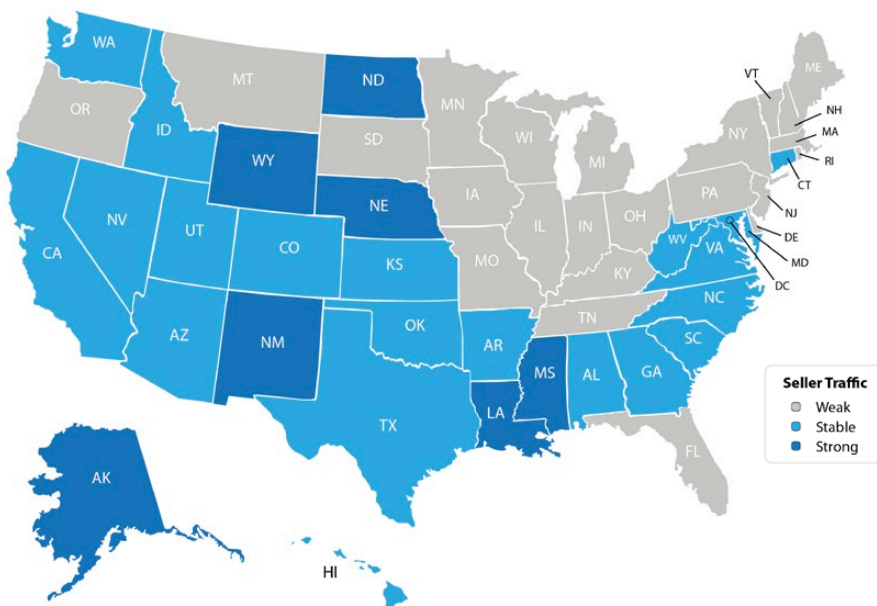 WA
MT
ND
MN
VT
ME
OR
ID
SD
WI
MI
NY
NH
MA
RI
CT
WY
IA
PA
NJ
NE
NV
UT
CO
IL
IN
OH
DE
MD
DC
CA
KS
MO
WV
VA
KY
AZ
NM
OK
AR
TN
NC
SC
TX
LA
MS
AL
GA
FL
AK
HI
Seller Traffic
Weak
Stable
Strong